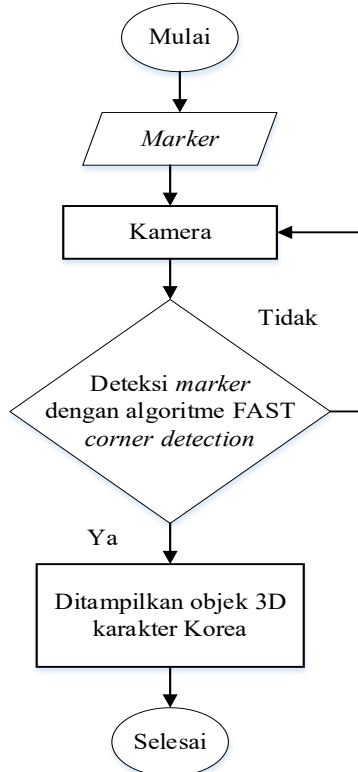 Mulai
Marker
Kamera
Tidak
Deteksi marker
dengan algoritme FAST
corner detection
Ya
Ditampilkan objek 3D
karakter Korea
Selesai